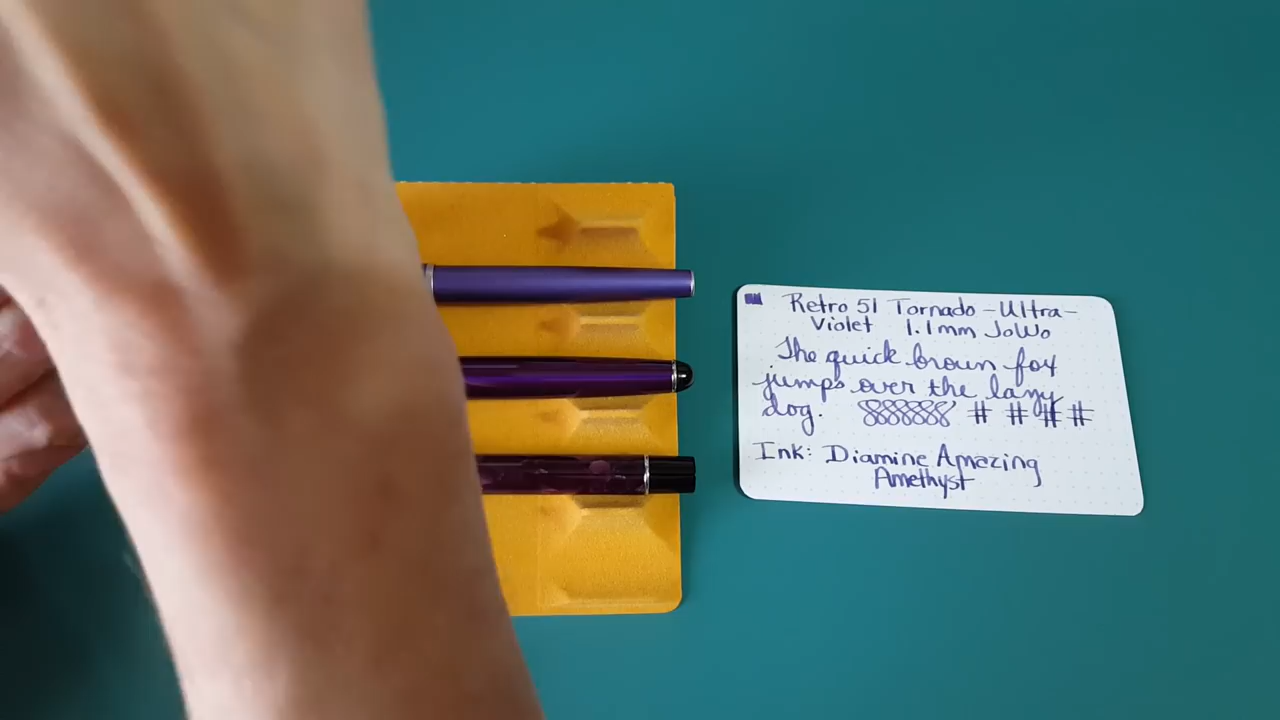 Retro 51 Tornado - Ultra-
Violet 1.1mm JoWo
The quick brown fox
jumps over the lazy
dog. # # # #
Ink: Diamine Amazing
Amethyst